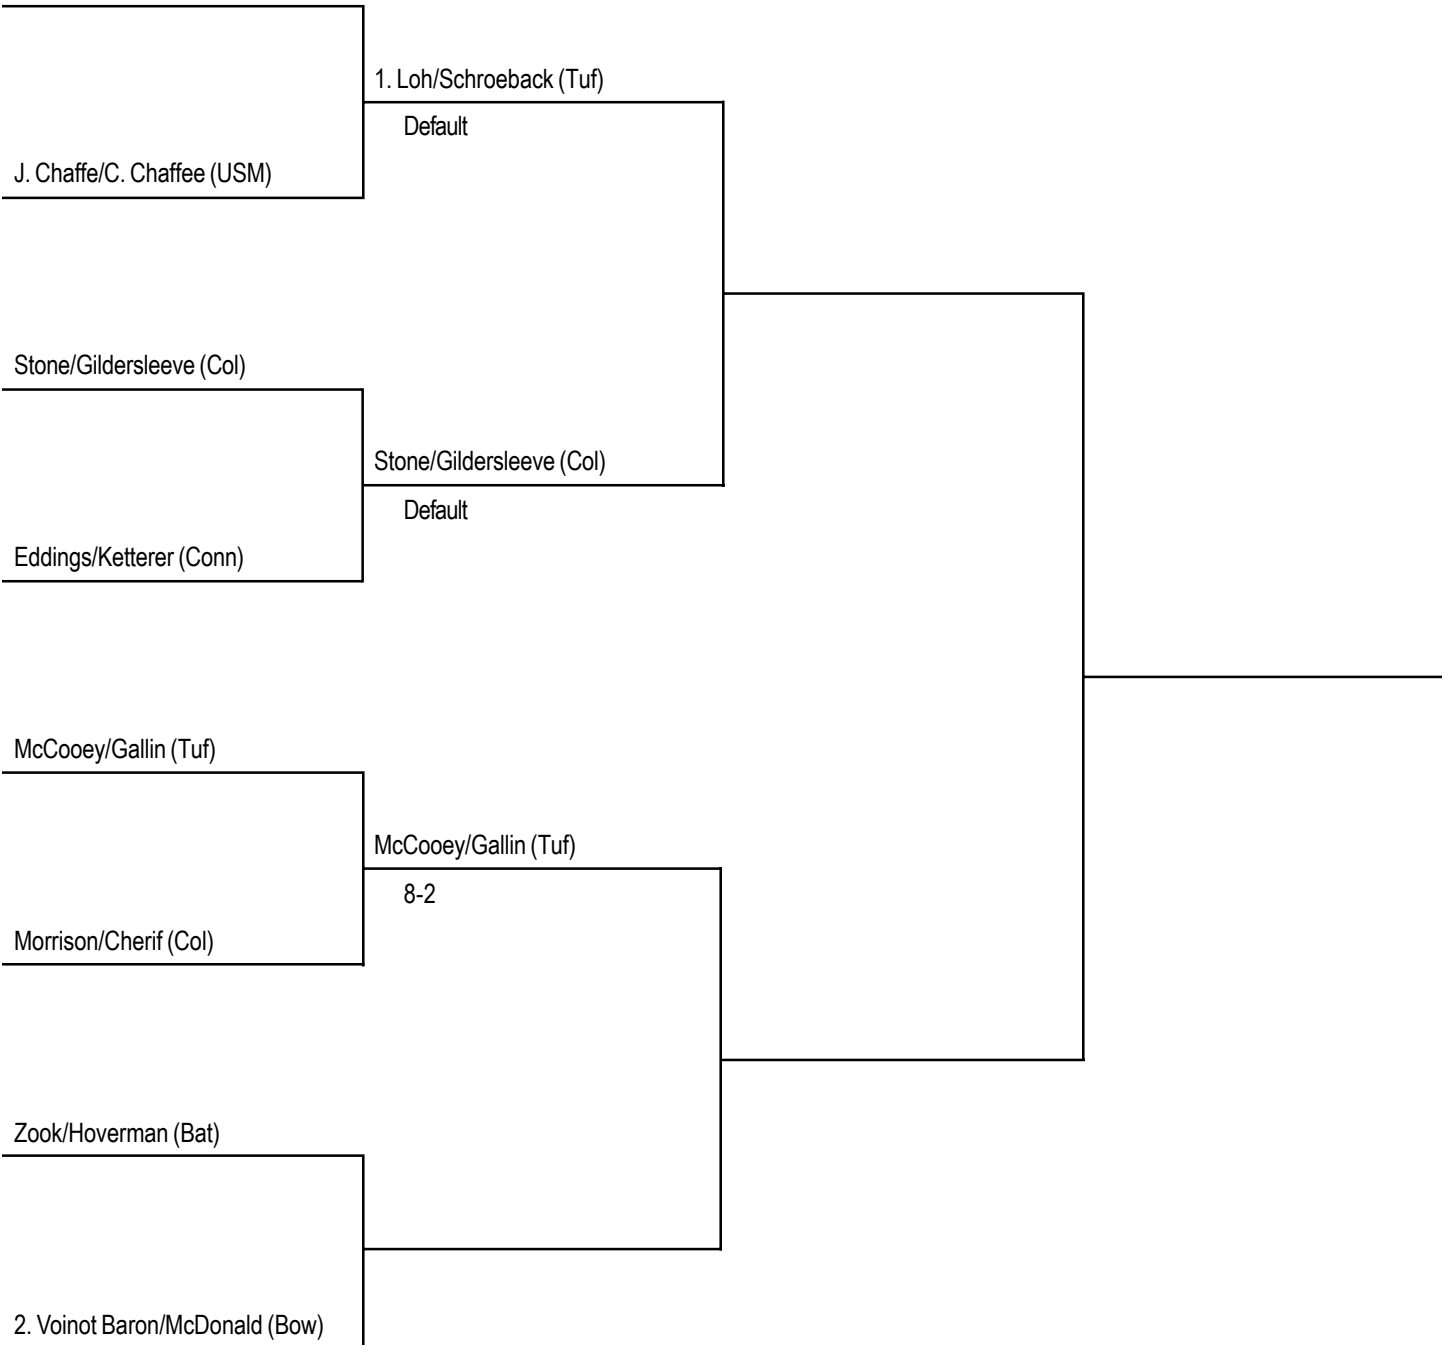 1. Loh/Schroeback (Tuf)
Default
J. Chaffe/C. Chaffee (USM)
Stone/Gildersleeve (Col)
Stone/Gildersleeve (Col)
Default
Eddings/Ketterer (Conn)
McCooey/Gallin (Tuf)
McCooey/Gallin (Tuf)
8-2
Morrison/Cherif (Col)
Zook/Hoverman (Bat)
2. Voinot Baron/McDonald (Bow)